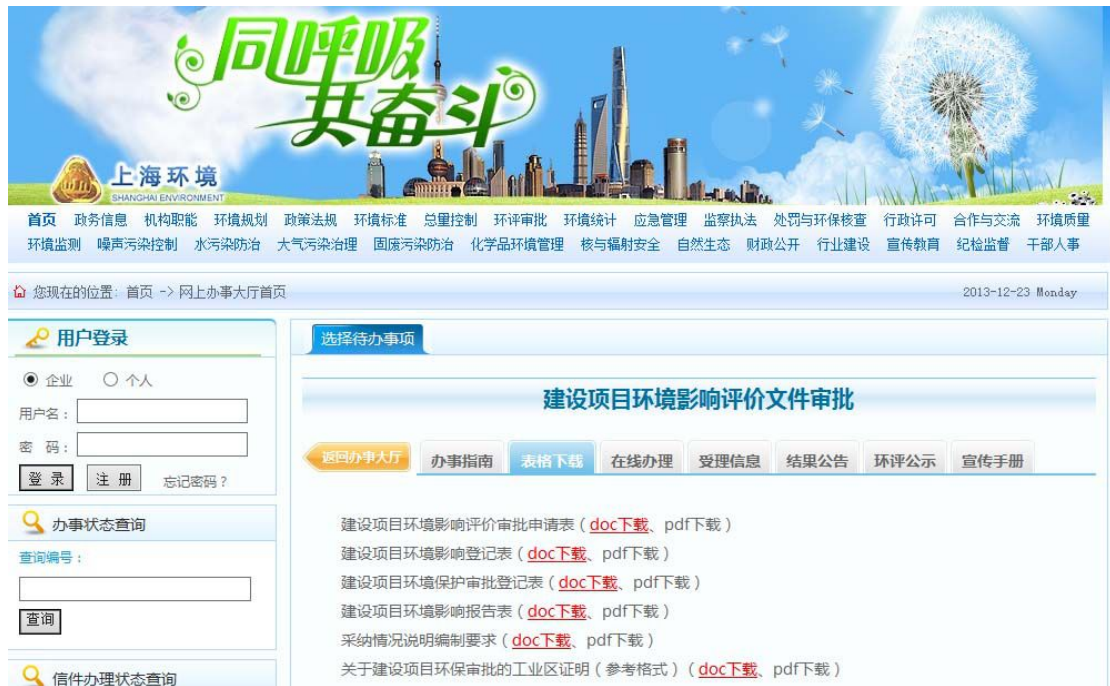 同呼吸
共奋斗
上海环境
SHANGHAI ENVIRONMENT
首页 政务信息 机构职能 环境规划 政策法规 环境标准 总量控制 环评审批 环境统计 应急管理 监察执法 处罚与环保核查 行政许可 合作与交流 环境质量
环境监测 噪声污染控制 水污染防治 大气污染治理 固废污染防治 化学品环境管理 核与辐射安全 自然生态 财政公开 行业建设 宣传教育 纪检监督 干部人事
您现在的位置: 首页 -> 网上办事大厅首页 2013-12-23 Monday
用户登录
企业 个人
用户名：
密 码：
登 录 注 册 忘记密码？
办事状态查询
查询编号：
查询
信件办理状态查询
选择待办事项
建设项目环境影响评价文件审批
返回办事大厅 办事指南 表格下载 在线办理 受理信息 结果公告 环评公示 宣传手册
建设项目环境影响评价审批申请表（doc下载、pdf下载）
建设项目环境影响登记表（doc下载、pdf下载）
建设项目环境保护审批登记表（doc下载、pdf下载）
建设项目环境影响报告表（doc下载、pdf下载）
采纳情况说明编制要求（doc下载、pdf下载）
关于建设项目环保审批的工业区证明（参考格式）（doc下载、pdf下载）